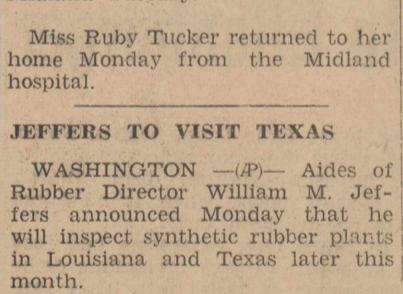 Miss Ruby Tucker returned to her
home Monday from the Midland
hospital.
JEFFERS TO VISIT TEXAS
WASHINGTON —(AP)— Aides of
Rubber Director William M. Jef-
fers announced Monday that he
will inspect synthetic rubber plants
in Louisiana and Texas later this
month.